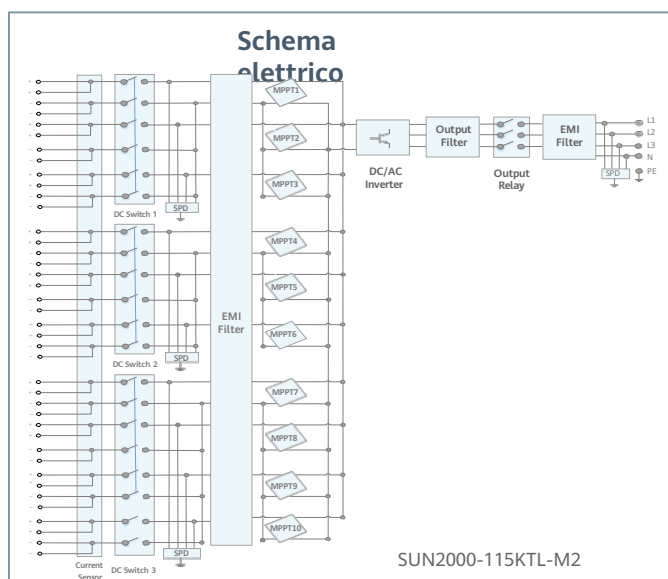 Schema
elettrico
MPPT1
MPPT2
MPPT3
SPD
DC Switch 1
MPPT4
MPPT5
MPPT6
SPD
DC Switch 2
EMI
Filter
MPPT7
MPPT8
MPPT9
MPPT10
SPD
DC Switch 3
Current
Sensor
DC/AC
Inverter
Output
Filter
Output
Relay
EMI
Filter
SPD
L1
L2
L3
N
PE
SUN2000-115KTL-M2